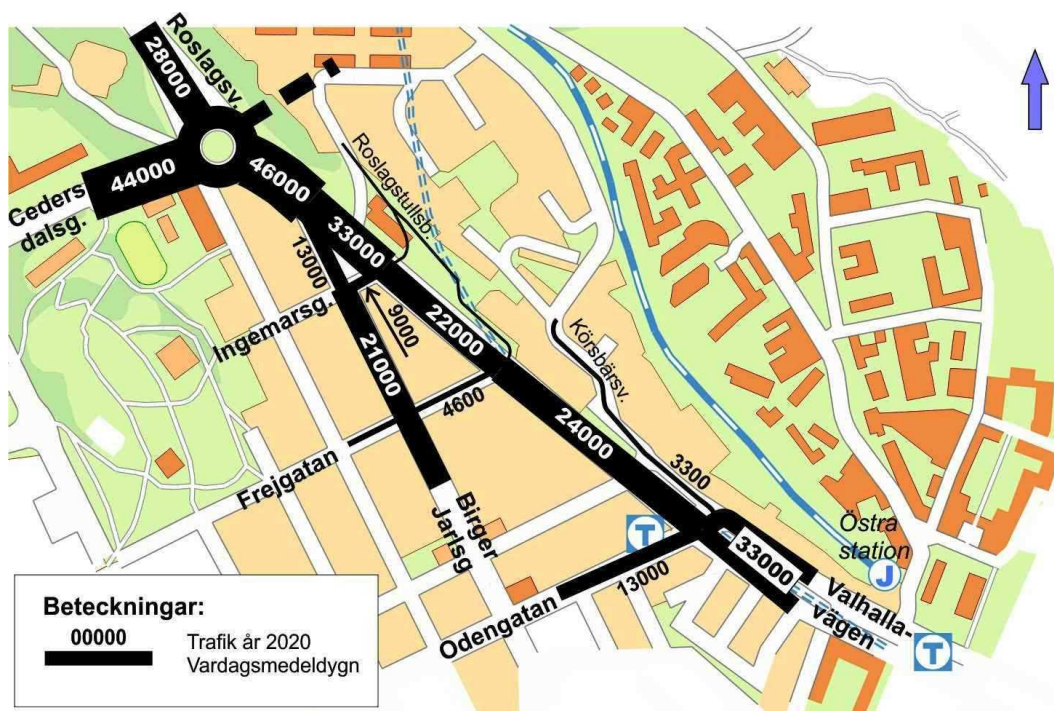 Roslagsv.
28000
44000
46000
Ceders
dalsg.
Roslagstullsb.
33000
13000
Ingemarsg.
9000
22000
21000
Körsbärsv.
4600
24000
Frejgatan
3300
Birger
Jarlsg
T
Östra
station
33000
J
13000
Odengatan
Valhalla-
vägen
T
Beteckningar:
00000
Trafik år 2020
Vardagsmedeldygn